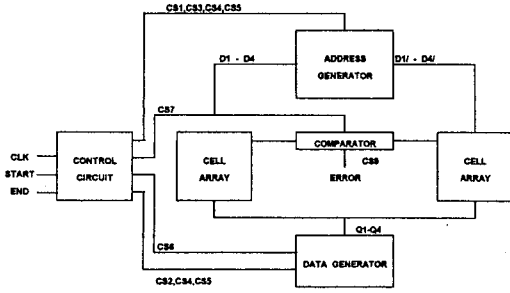 CS1,CS3,CS4,CS5
D1 - D4
ADDRESS
GENERATOR
D1/ - D4/
CS7
CLK
START
END
CONTROL
CIRCUIT
CELL
ARRAY
COMPARATOR
CS8
ERROR
CELL
ARRAY
Q1-Q4
CS6
DATA GENERATOR
CS2,CS4,CS5